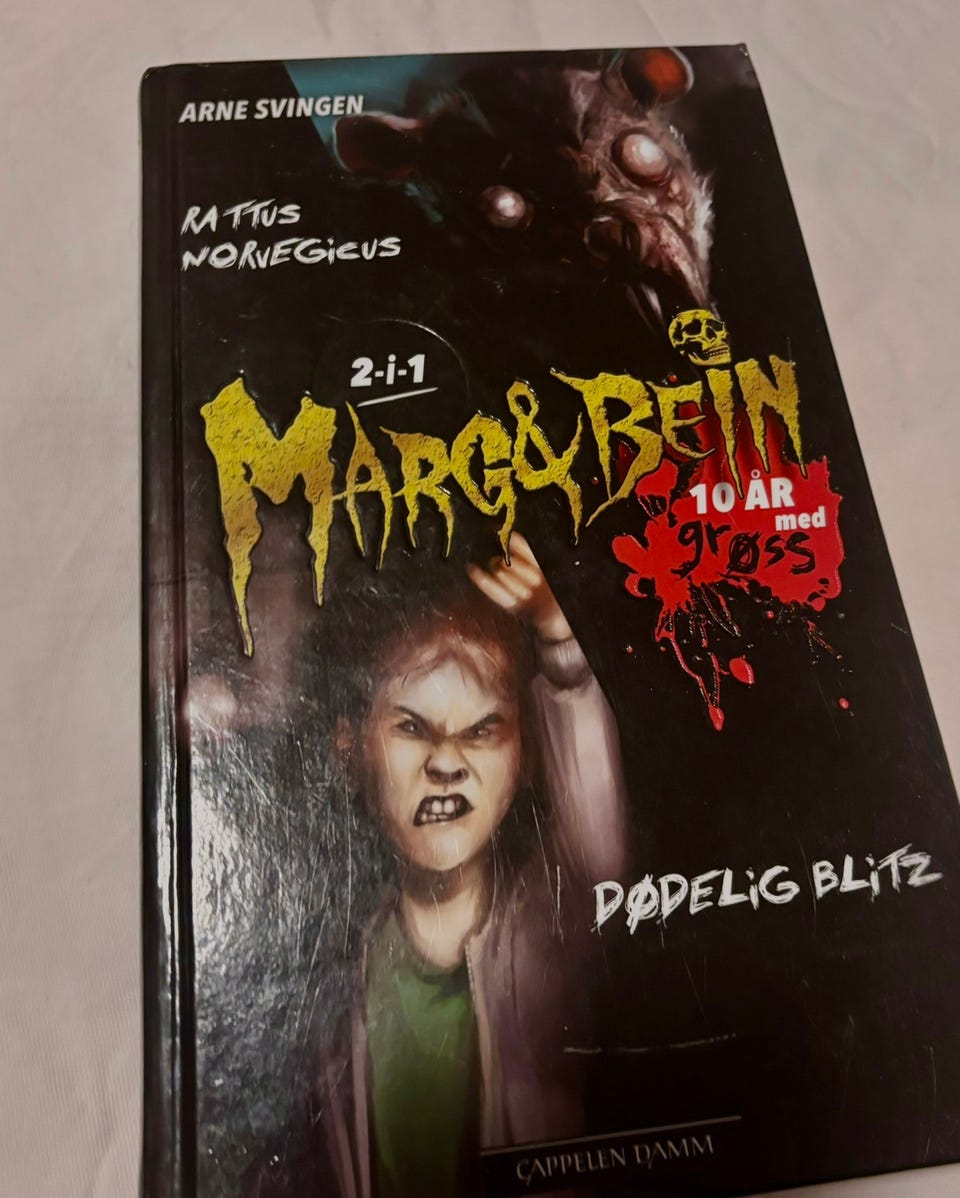 ARNE SVINGEN
RATTUS
NORVEGICUS
2-i-1
MARG&BEIN
10 ÅR
med
grøss
DØDELIG BLITZ
CAPPELEN DAMM